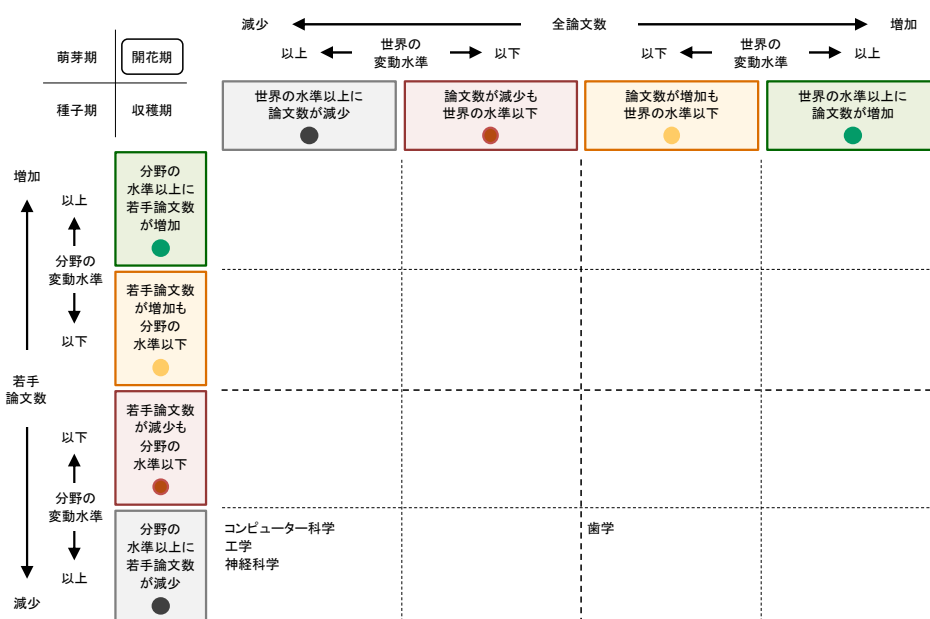 減少
全論文数
増加
以上
世界の
変動水準
以下
以下
世界の
変動水準
以上
萌芽期
開花期
種子期
収穫期
世界の水準以上に
論文数が減少
論文数が減少も
世界の水準以下
論文数が増加も
世界の水準以下
世界の水準以上に
論文数が増加
増加
以上
分野の
変動水準
以下
若手
論文数
以下
分野の
変動水準
以上
減少
分野の
水準以上に
若手論文数
が増加
若手論文数
が増加も
分野の
水準以下
若手論文数
が減少も
分野の
水準以下
分野の
水準以上に
若手論文数
が減少
コンピューター科学
工学
神経科学
歯学